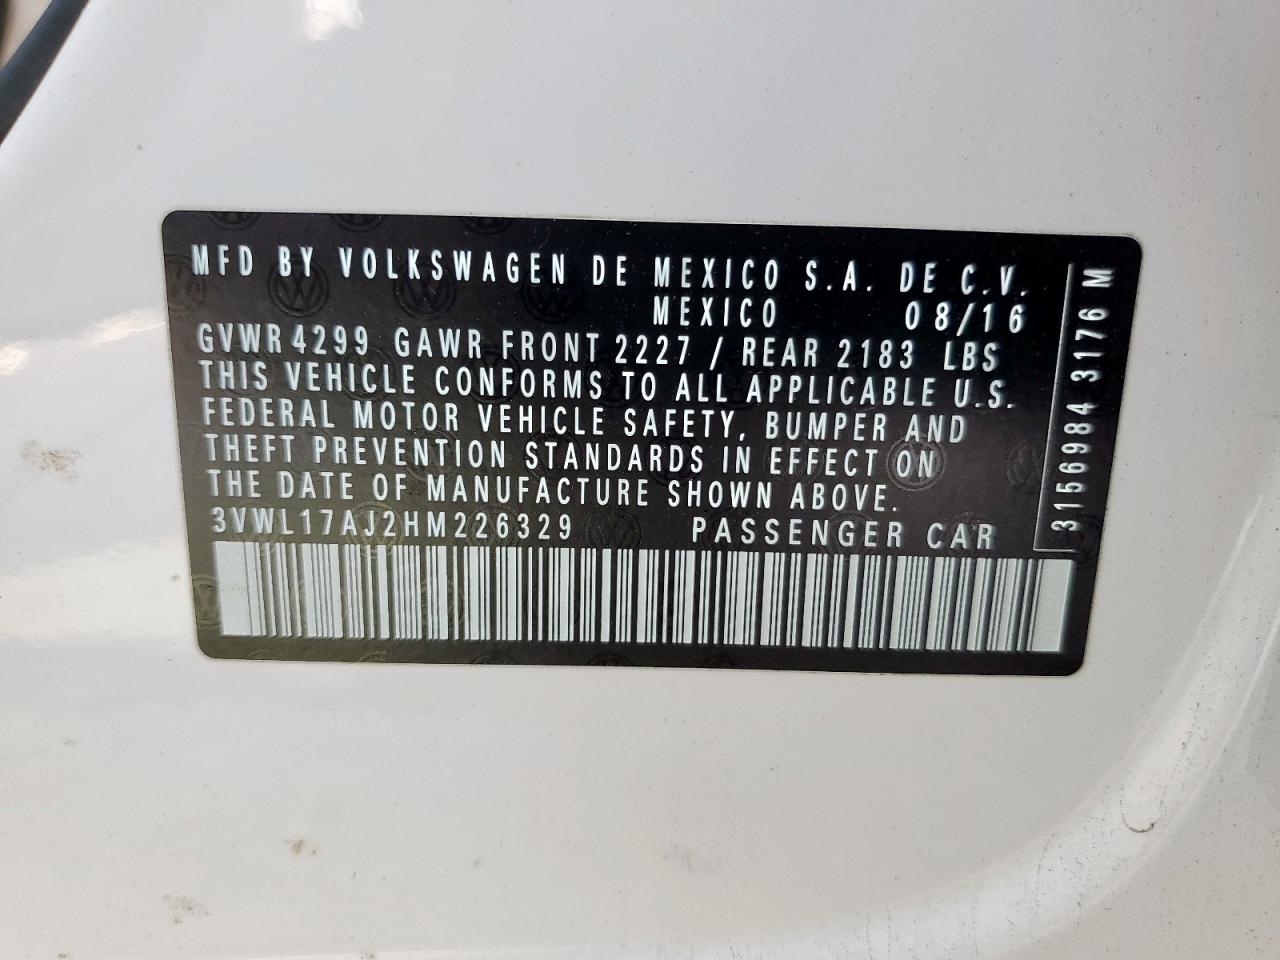 MFD BY VOLKSWAGEN DE MEXICO S.A. DE C.V.
MEXICO 08/16
GVWR 4299 GAWR FRONT 2227 / REAR 2183 LBS
THIS VEHICLE CONFORMS TO ALL APPLICABLE U.S.
FEDERAL MOTOR VEHICLE SAFETY, BUMPER AND
THEFT PREVENTION STANDARDS IN EFFECT ON
THE DATE OF MANUFACTURE SHOWN ABOVE.
3VWL17AJ2HM226329 PASSENGER CAR
3156984 3176 M